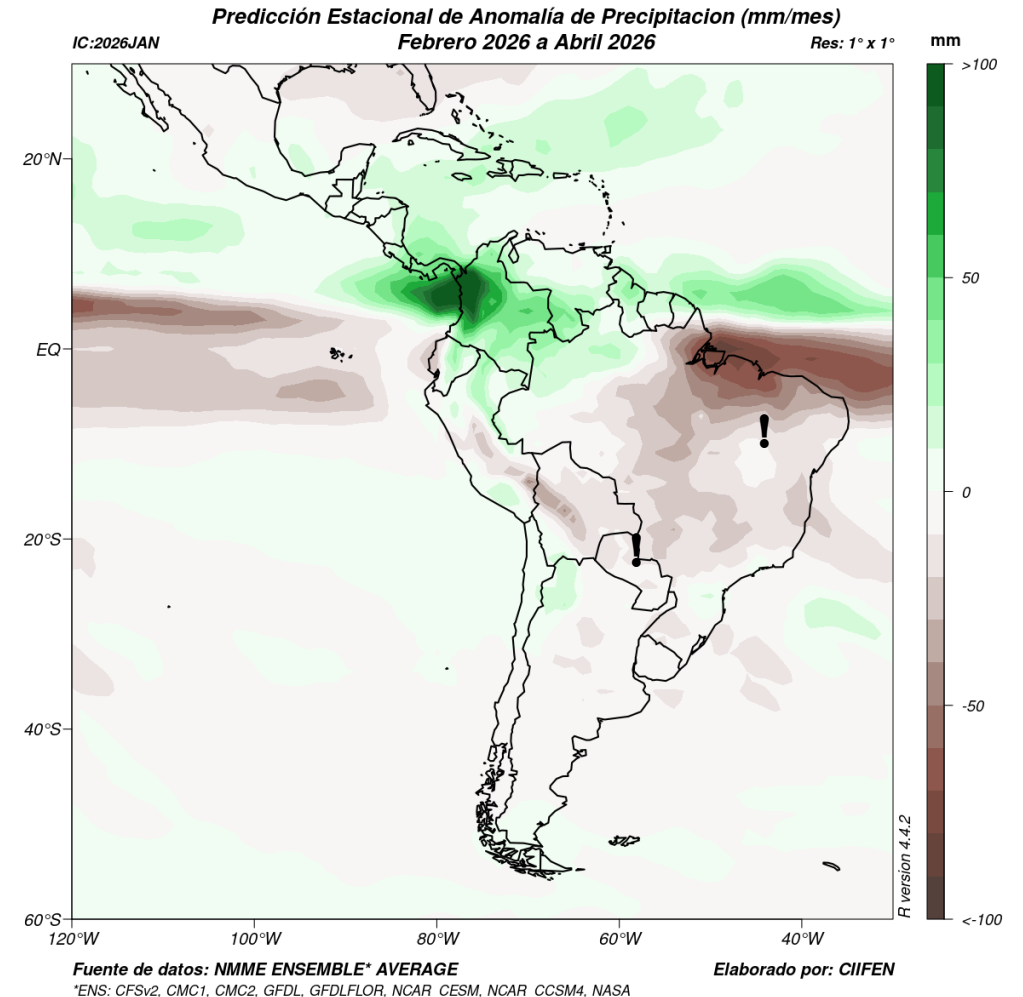 Predicción Estacional de Anomalía de Precipitacion (mm/mes)
IC:2026JAN
Febrero 2026 a Abril 2026
Res: 1° x 1°
mm
>100
50
0
-50
<-100
20°N
EQ
20°S
40°S
60°S
120°W
100°W
80°W
60°W
40°W
R version 4.4.2
Fuente de datos: NMME ENSEMBLE* AVERAGE
Elaborado por: CIIFEN
*ENS: CFSv2, CMC1, CMC2, GFDL, GFDLFLOR, NCAR_CESM, NCAR_CCSM4, NASA